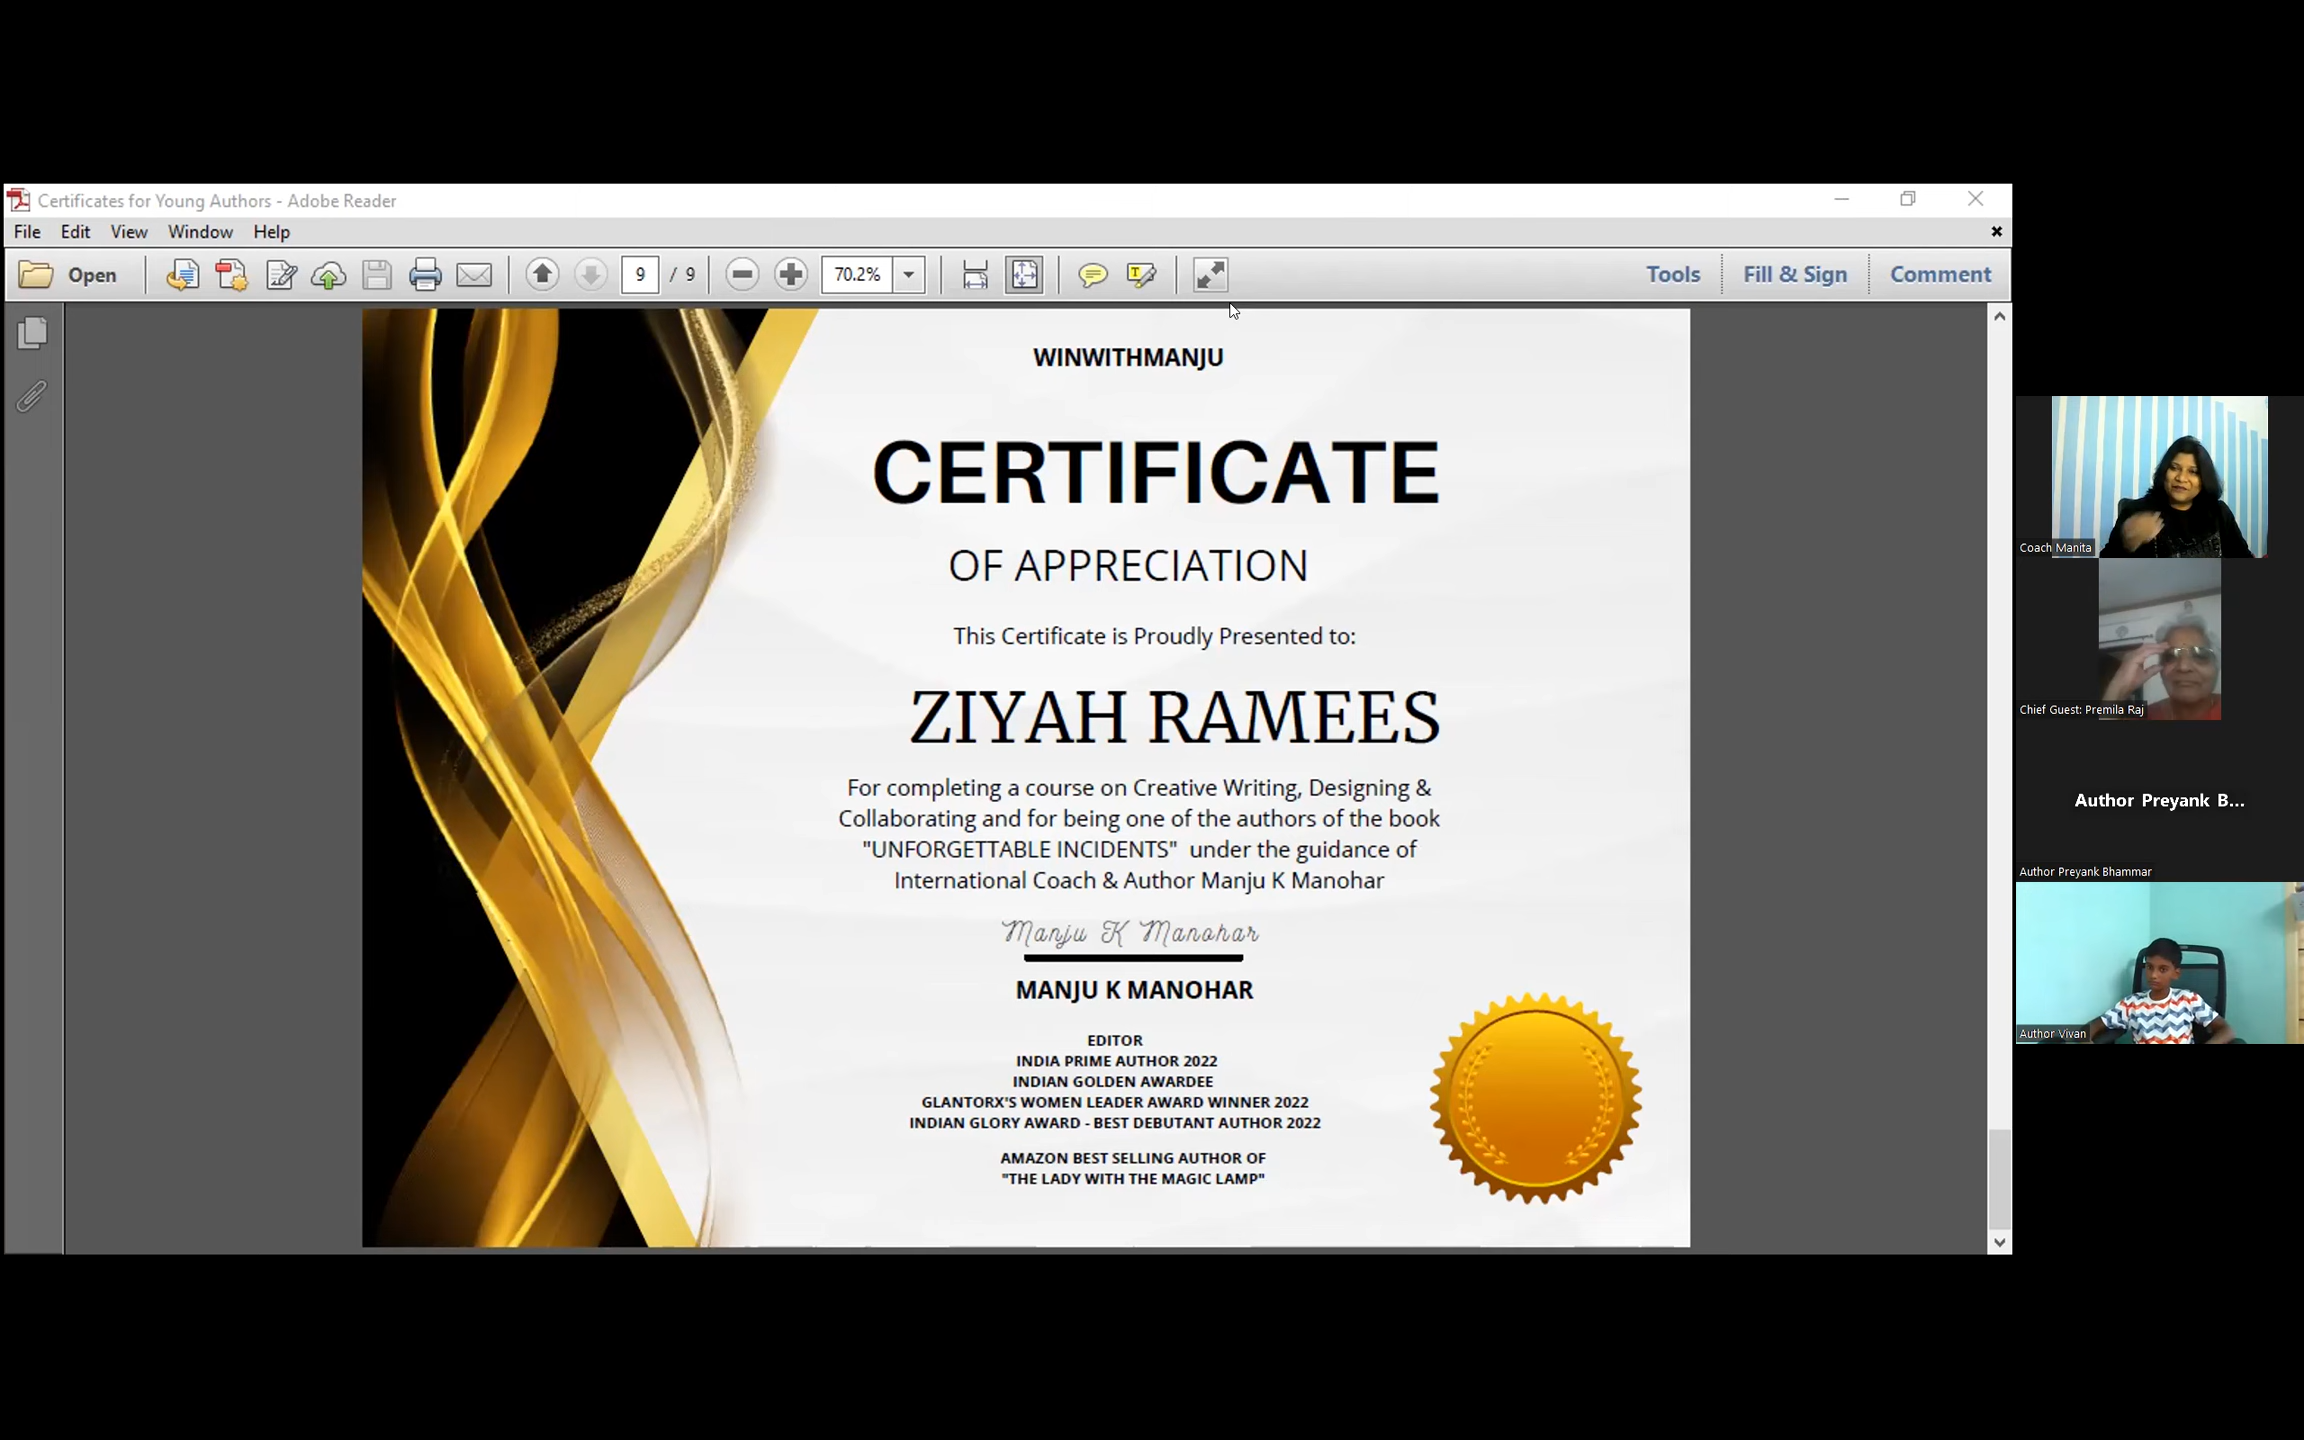 Certificates for Young Authors - Adobe Reader
File Edit View Window Help
Open 9 / 9 70.2% Tools Fill & Sign Comment
WINWITHMANJU
CERTIFICATE
OF APPRECIATION
This Certificate is Proudly Presented to:
ZIYAH RAMEES
For completing a course on Creative Writing, Designing &
Collaborating and for being one of the authors of the book
"UNFORGETTABLE INCIDENTS" under the guidance of
International Coach & Author Manju K Manohar
Manju K Manohar
MANJU K MANOHAR
EDITOR
INDIA PRIME AUTHOR 2022
INDIAN GOLDEN AWARDEE
GLANTORX'S WOMEN LEADER AWARD WINNER 2022
INDIAN GLORY AWARD - BEST DEBUTANT AUTHOR 2022
AMAZON BEST SELLING AUTHOR OF
"THE LADY WITH THE MAGIC LAMP"
Coach Manita
Chief Guest: Premila Raj
Author Preyank B...
Author Preyank Bhammar
Author Vivan